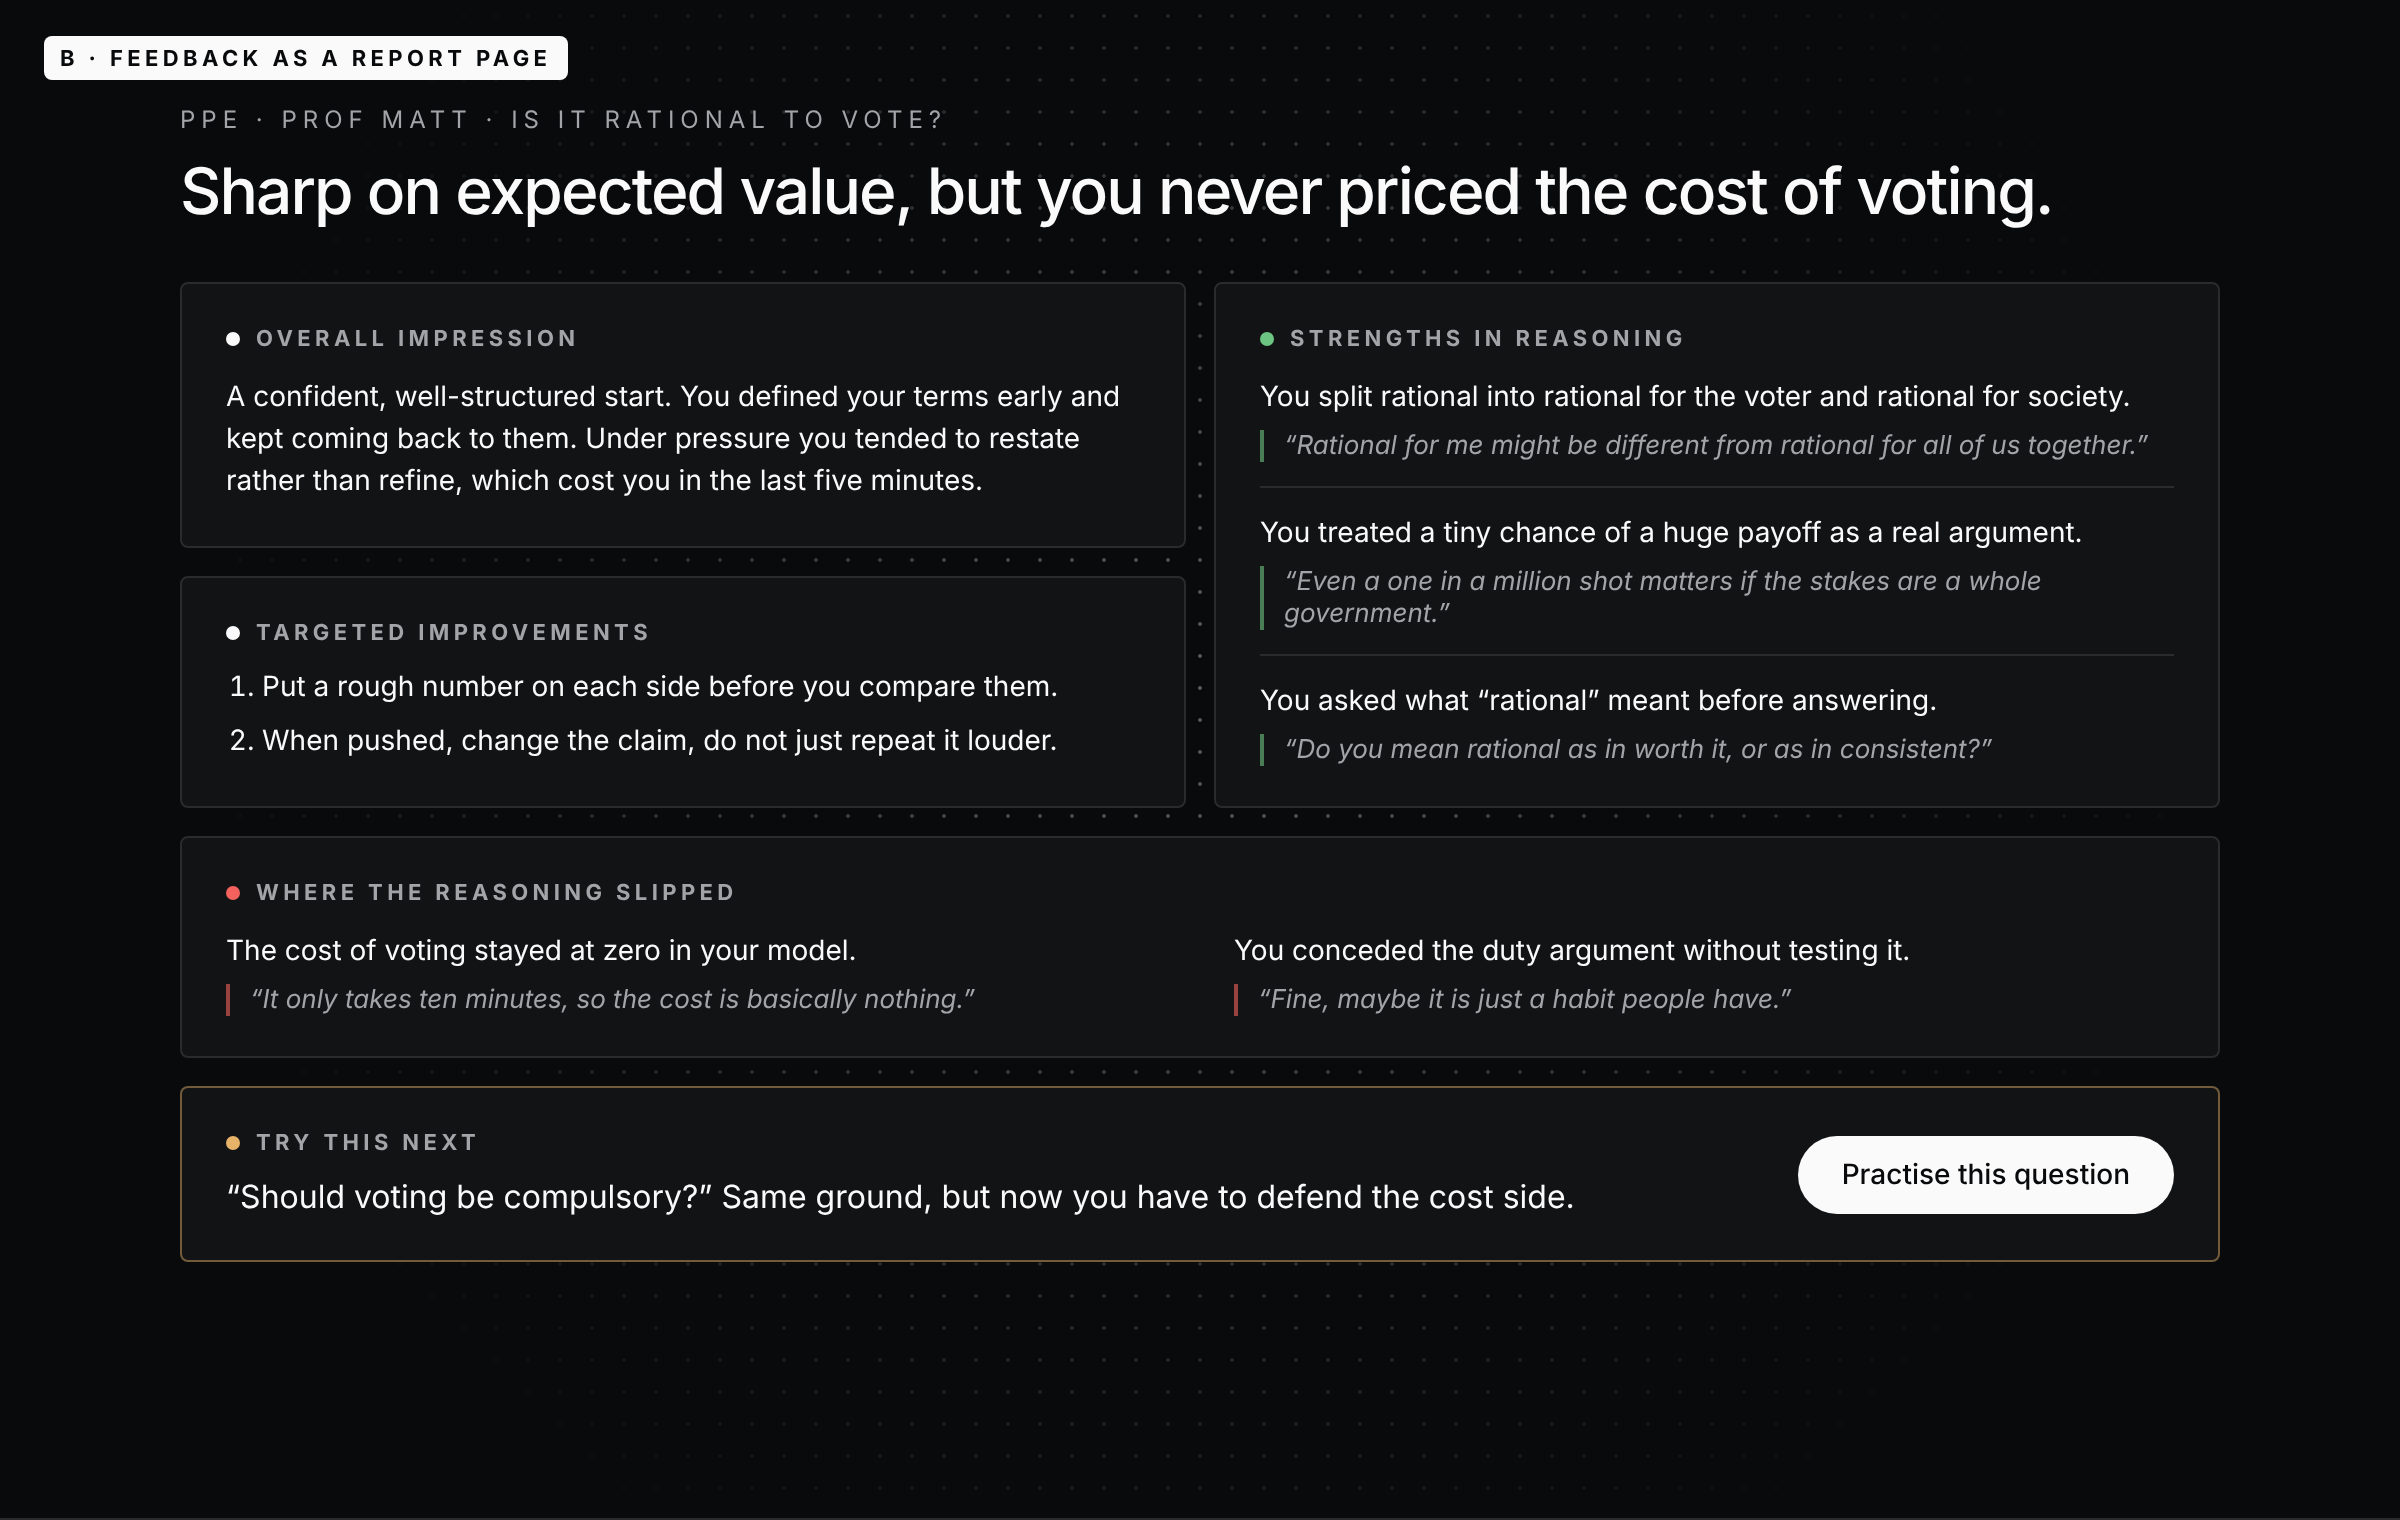 B · FEEDBACK AS A REPORT PAGE
PPE · PROF MATT · IS IT RATIONAL TO VOTE?
Sharp on expected value, but you never priced the cost of voting.
OVERALL IMPRESSION
A confident, well-structured start. You defined your terms early and
kept coming back to them. Under pressure you tended to restate
rather than refine, which cost you in the last five minutes.
TARGETED IMPROVEMENTS
1. Put a rough number on each side before you compare them.
2. When pushed, change the claim, do not just repeat it louder.
STRENGTHS IN REASONING
You split rational into rational for the voter and rational for society.
“Rational for me might be different from rational for all of us together.”
You treated a tiny chance of a huge payoff as a real argument.
“Even a one in a million shot matters if the stakes are a whole
government.”
You asked what “rational” meant before answering.
“Do you mean rational as in worth it, or as in consistent?”
WHERE THE REASONING SLIPPED
The cost of voting stayed at zero in your model.
“It only takes ten minutes, so the cost is basically nothing.”
You conceded the duty argument without testing it.
“Fine, maybe it is just a habit people have.”
TRY THIS NEXT
“Should voting be compulsory?” Same ground, but now you have to defend the cost side.
Practise this question